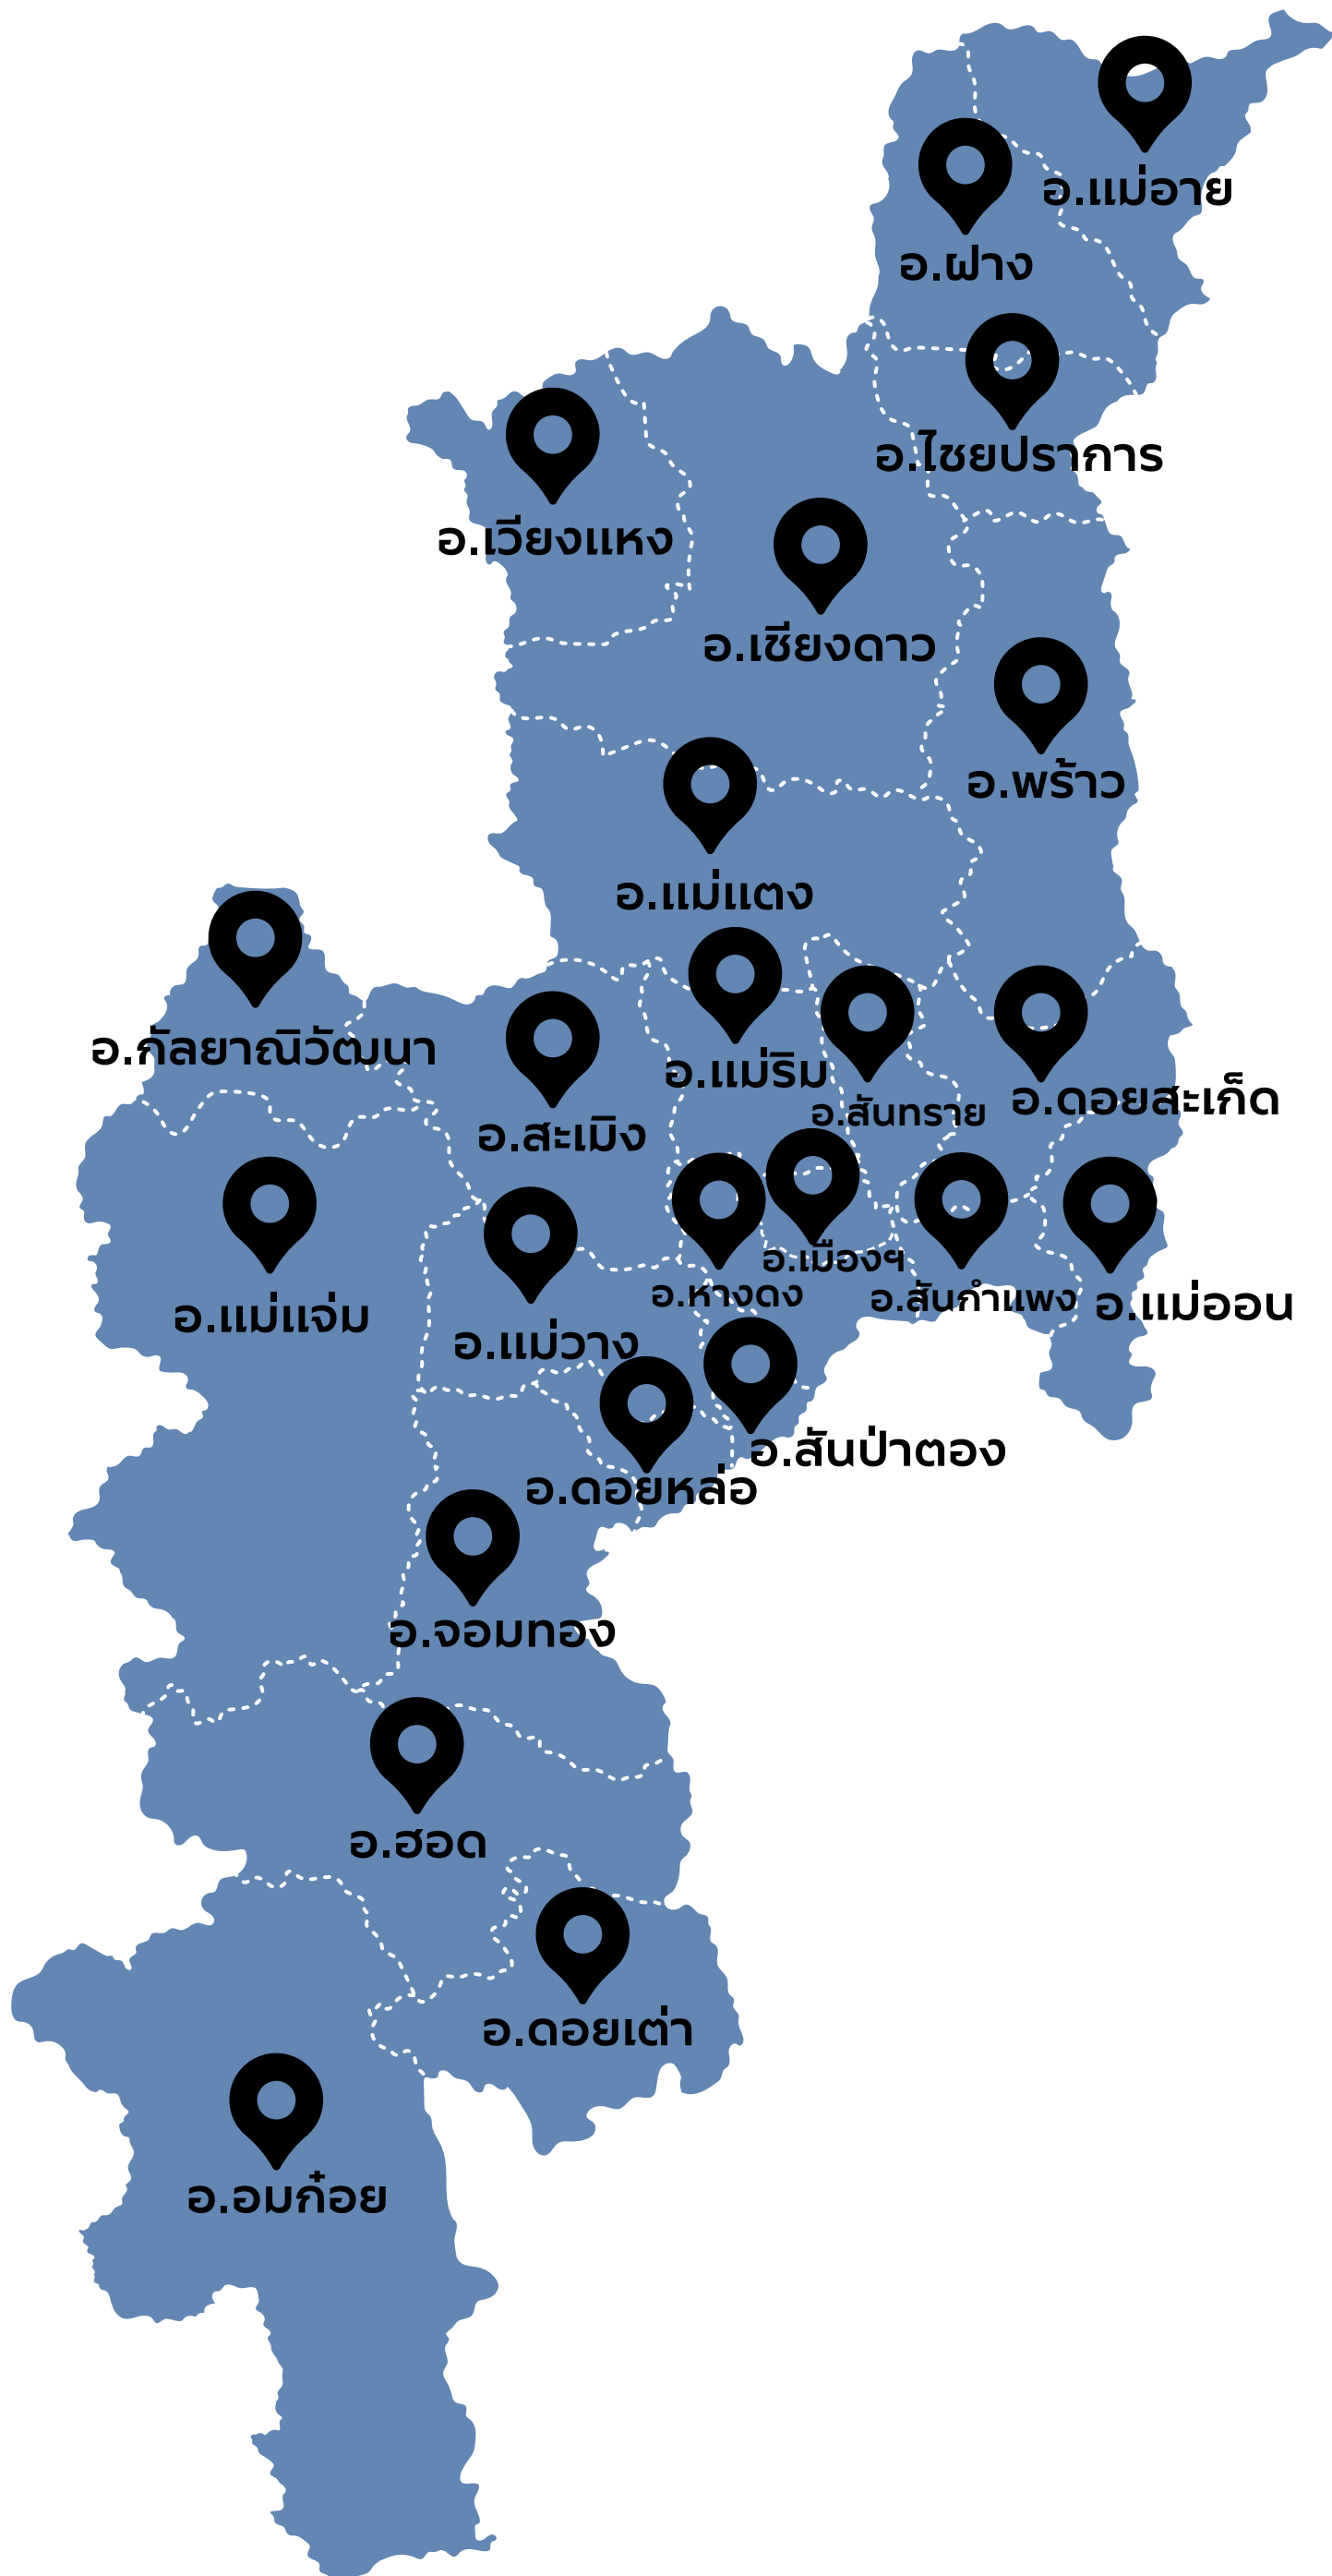 อ.แม่อาย
อ.ฝาง
อ.ไชยปราการ
อ.เวียงแหง
อ.เชียงดาว
อ.พร้าว
อ.แม่แตง
อ.กัลยาณิวัฒนา
อ.แม่ริม
อ.สันทราย
อ.ดอยสะเก็ด
อ.สะเมิง
อ.เมืองฯ
อ.หางดง
อ.สันกำแพง
อ.แม่ออน
อ.แม่แจ่ม
อ.แม่วาง
อ.สันป่าตอง
อ.ดอยหล่อ
อ.จอมทอง
อ.ฮอด
อ.ดอยเต่า
อ.อมก๋อย